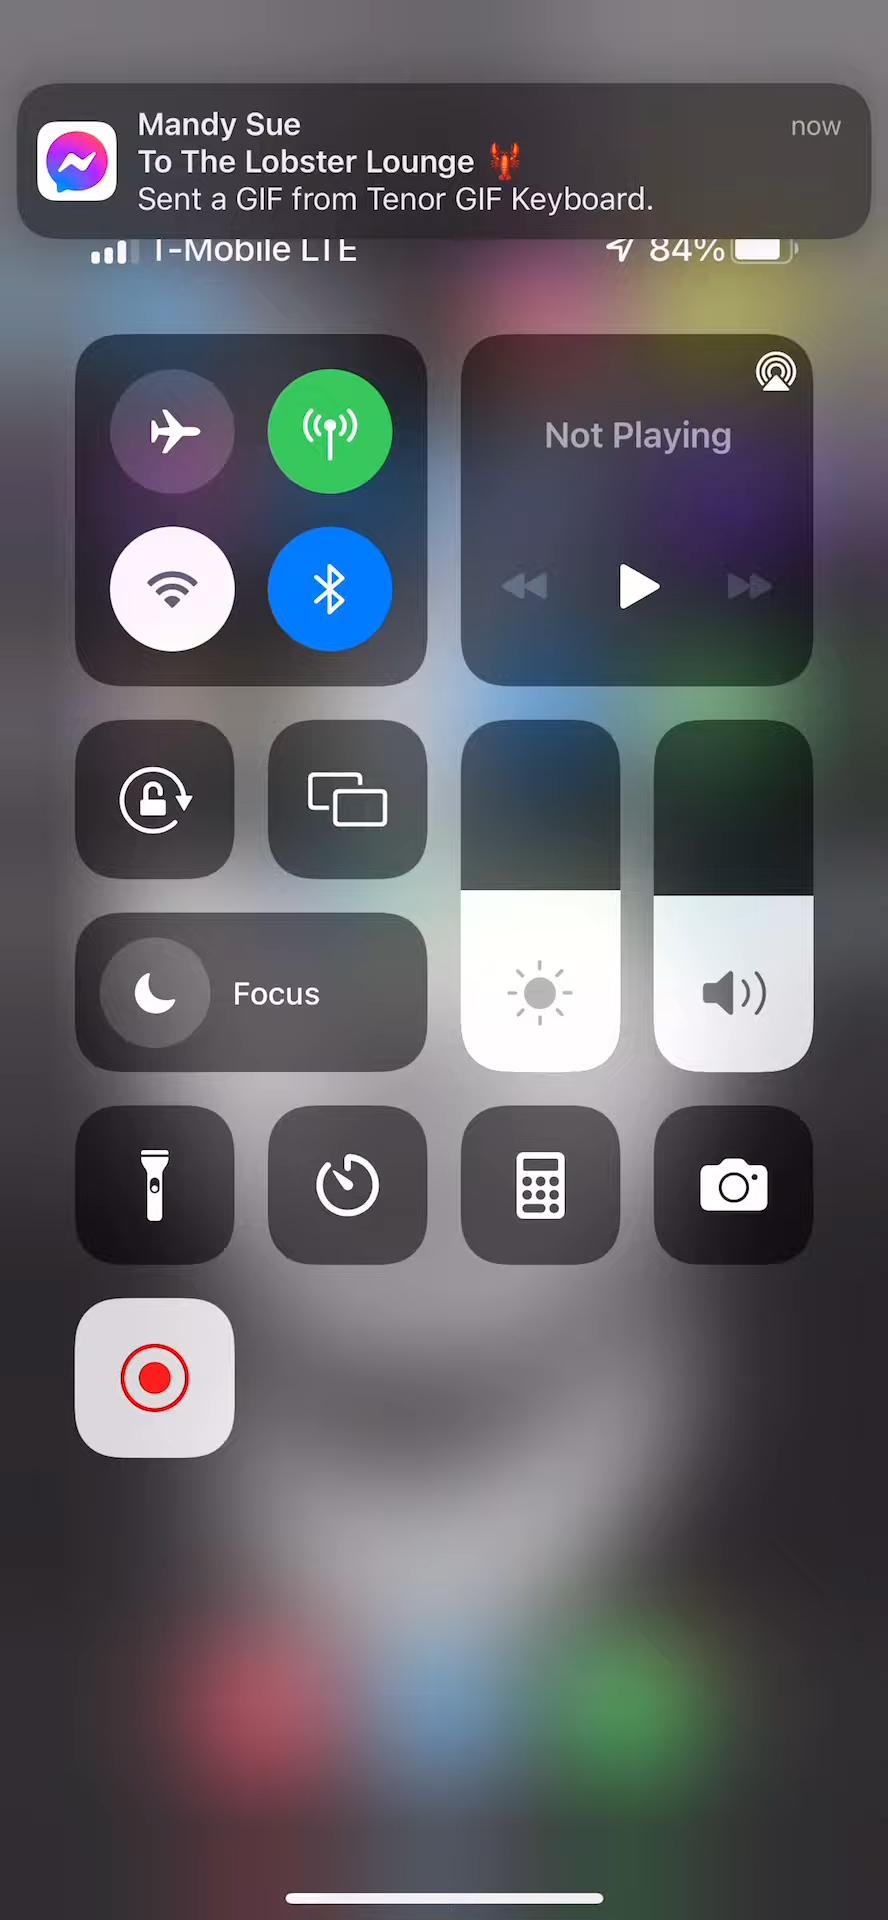 Mandy Sue
now
To The Lobster Lounge 🦞
Sent a GIF from Tenor GIF Keyboard.
T-Mobile LTE
84%
Not Playing
Focus